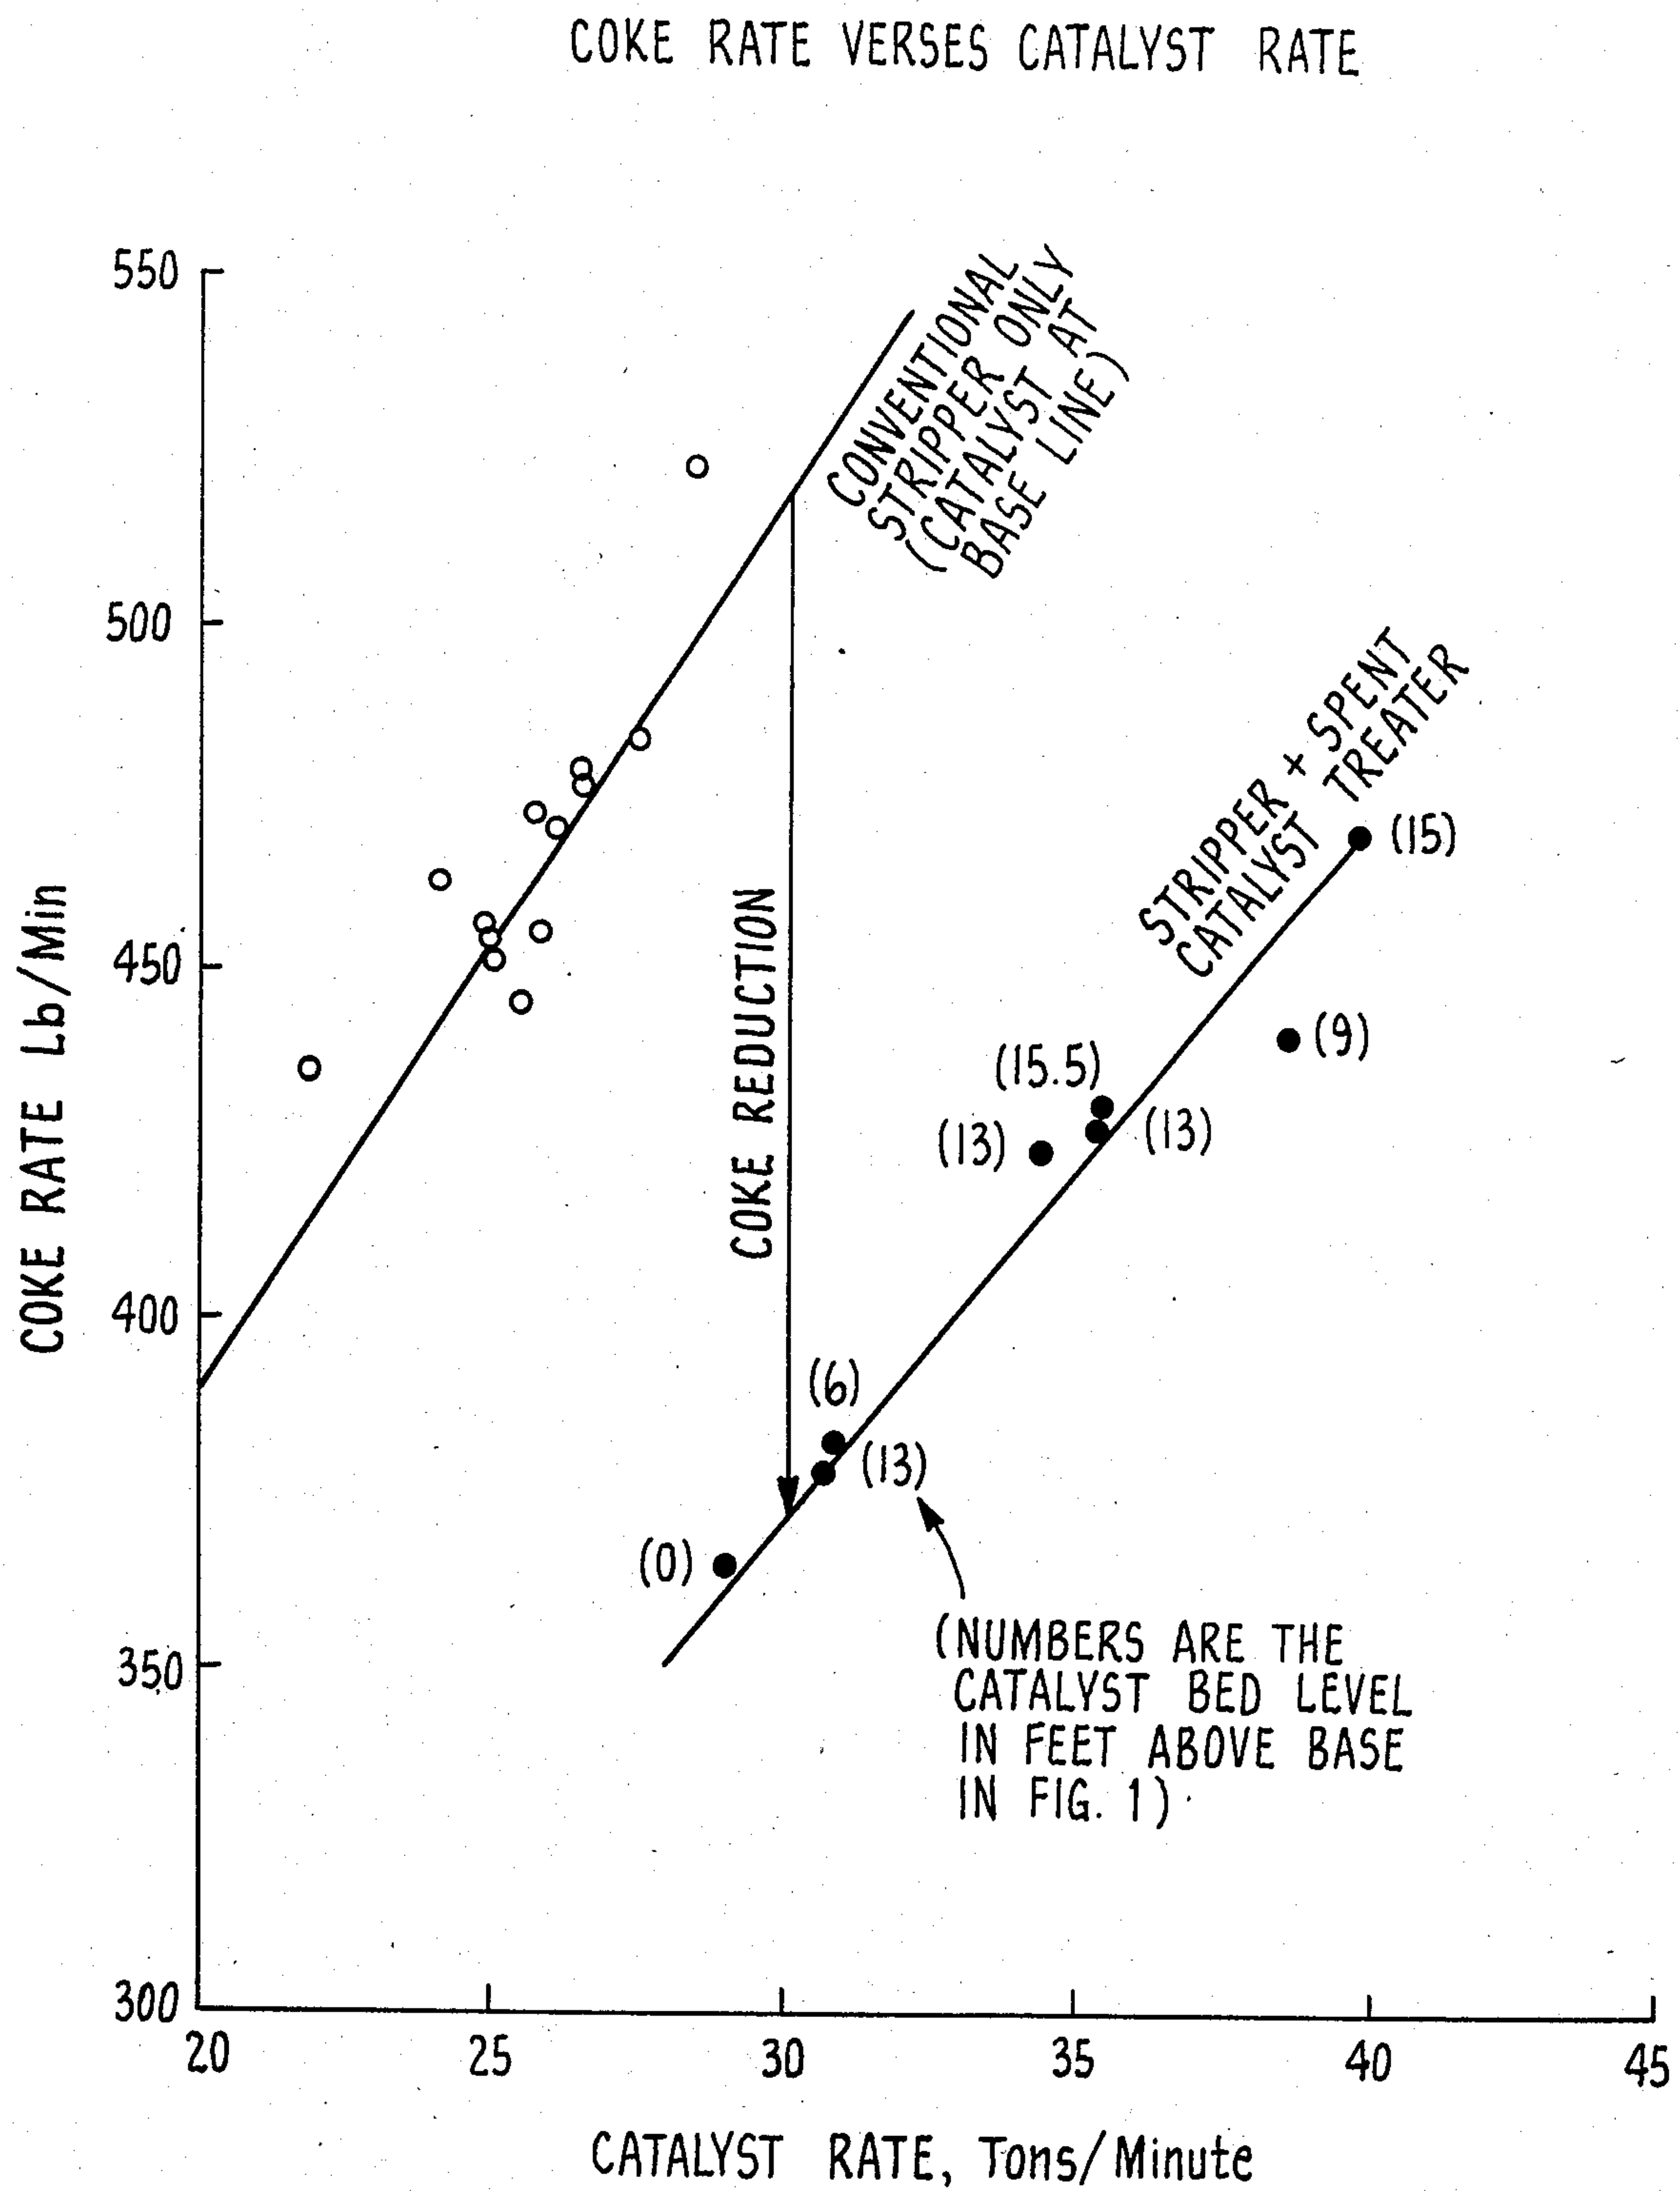 COKE RATE VERSES CATALYST RATE
550
500
450
400
350
300
20
25
30
35
40
45
COKE RATE Lb/Min
CATALYST RATE, Tons/Minute
CONVENTIONAL
STRIPPER ONLY
(CATALYST AT
BASE LINE)
COKE REDUCTION
STRIPPER + SPENT
CATALYST TREATER
(15)
(9)
(15.5)
(13)
(13)
(6)
(13)
(0)
(NUMBERS ARE THE
CATALYST BED LEVEL
IN FEET ABOVE BASE
IN FIG. 1)